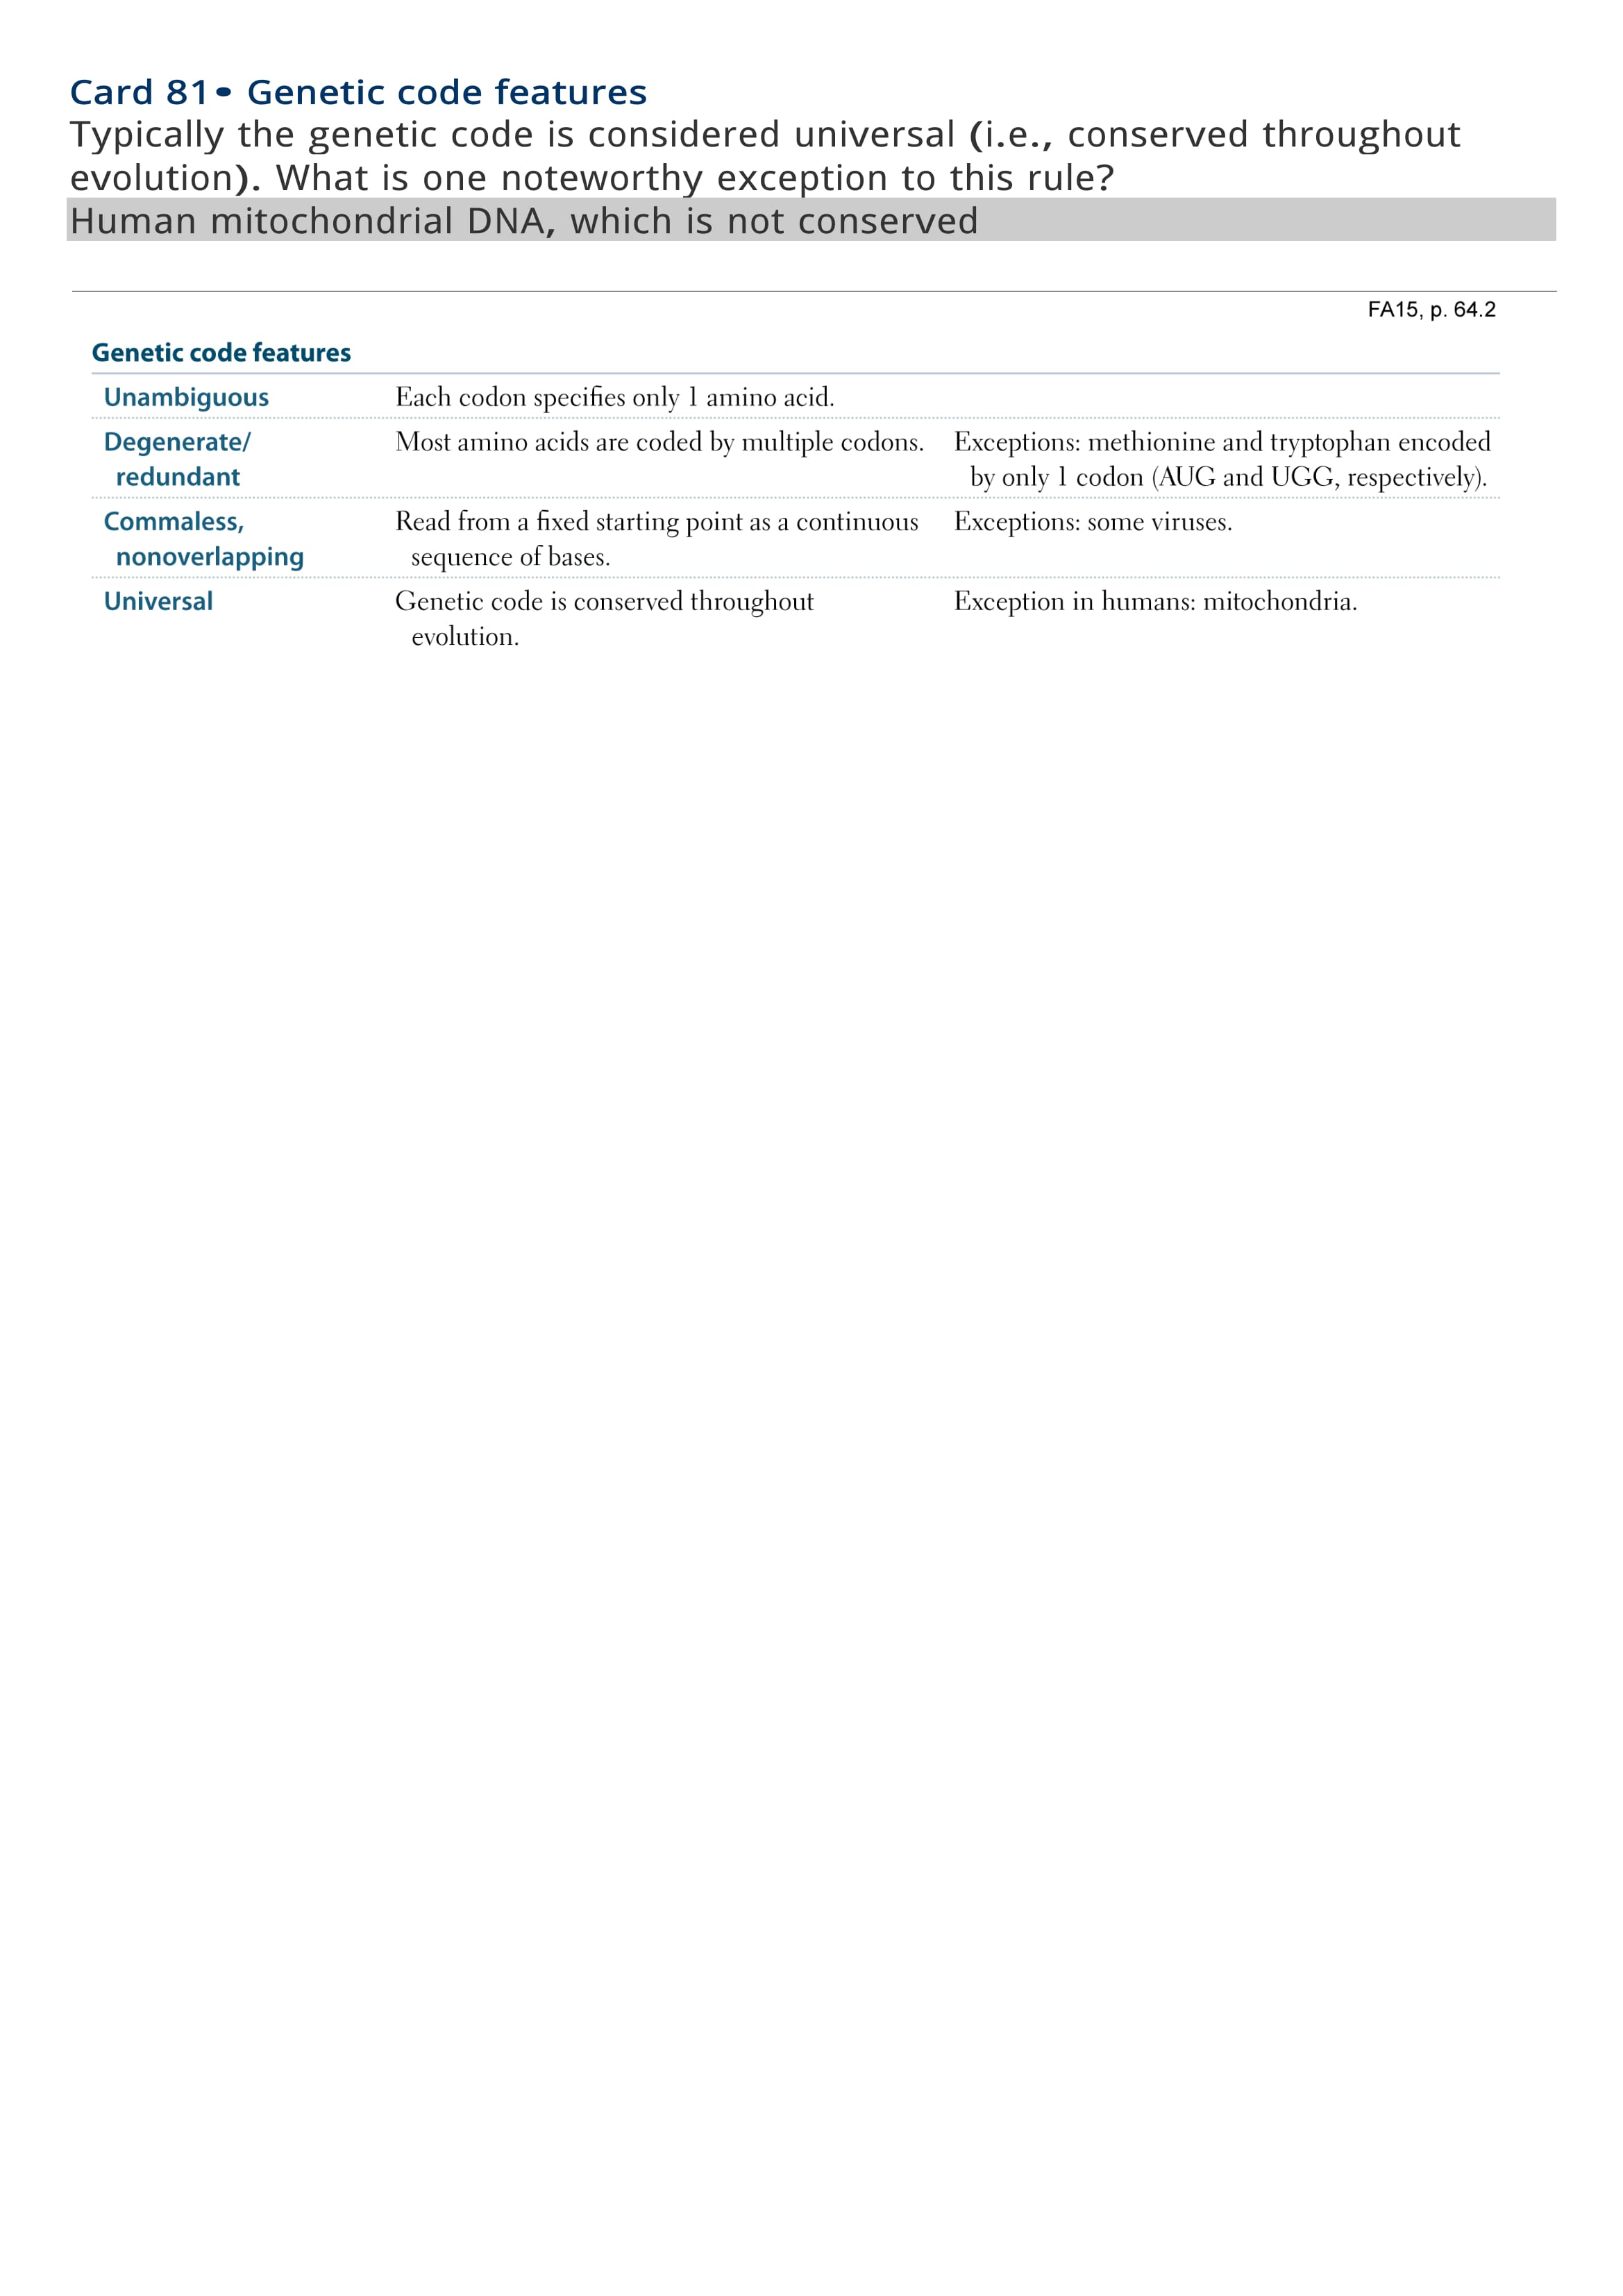 Card 81• Genetic code features
Typically the genetic code is considered universal (i.e., conserved throughout
evolution). What is one noteworthy exception to this rule?
Human mitochondrial DNA, which is not conserved
FA15, p. 64.2
Genetic code features
Unambiguous Each codon specifies only 1 amino acid.
Degenerate/ Most amino acids are coded by multiple codons. Exceptions: methionine and tryptophan encoded
redundant by only 1 codon (AUG and UGG, respectively).
Commaless, Read from a fixed starting point as a continuous Exceptions: some viruses.
nonoverlapping sequence of bases.
Universal Genetic code is conserved throughout Exception in humans: mitochondria.
evolution.